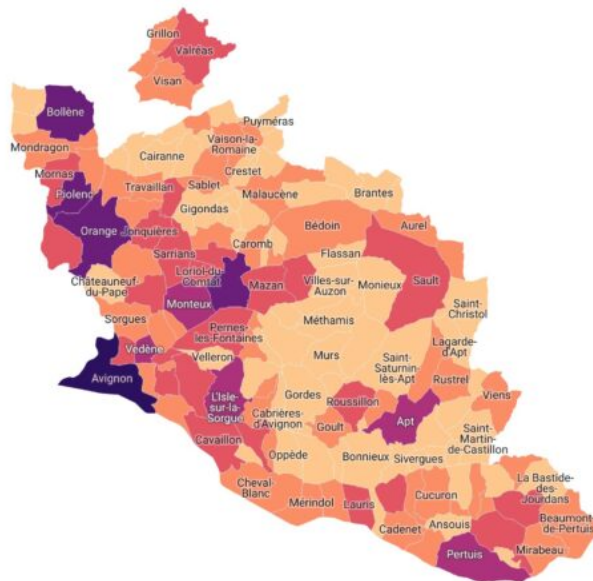 Grillon
Valréas
Visan
Bollène
Puyméras
Mondragon
Vaison-la-
Romaine
Cairanne
Crestet
Mornas
Travaillan
Sablet
Malaucène
Brantes
Piolenc
Gigondas
Orange
Jonquières
Bédoin
Aurel
Caromb
Sarrians
Flassan
Loriol-du-
Comtat
Mazan
Villes-sur-
Auzon
Monieux
Sault
Châteauneuf-
du-Pape
Monteux
Saint-
Christol
Sorgues
Pernes-
les-Fontaines
Méthamis
Lagarde-
d'Apt
Vedène
Velleron
Murs
Saint-
Saturnin-
lès-Apt
Rustrel
Avignon
Gordes
Viens
L'Isle-
sur-la-
Sorgue
Roussillon
Cabrières-
d'Avignon
Goult
Apt
Saint-
Martin-
de-Castillon
Cavaillon
Oppède
Bonnieux
Sivergues
La Bastide-
des-
Jourdans
Cheval-
Blanc
Mérindol
Lauris
Cucuron
Beaumont-
de-Pertuis
Cadenet
Ansouis
Pertuis
Mirabeau